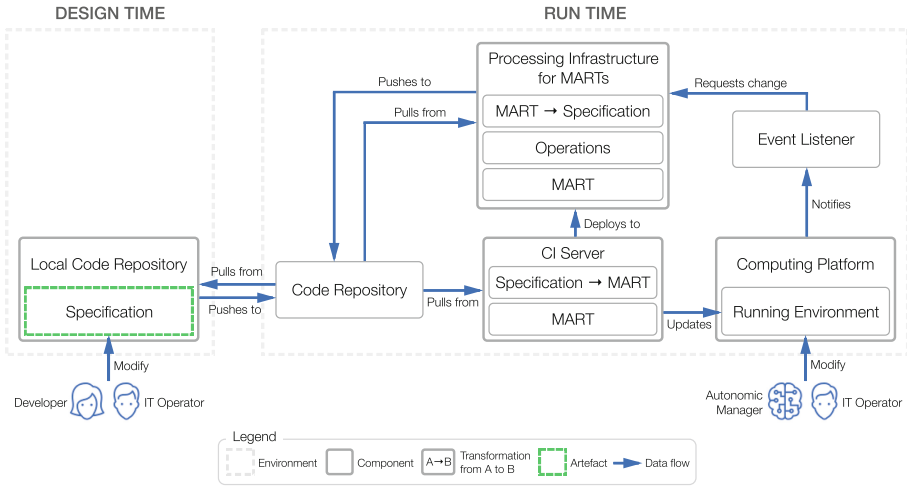 DESIGN TIME
RUN TIME
Processing Infrastructure
for MARTs
MART → Specification
Operations
MART
Pushes to
Pulls from
Requests change
Event Listener
Notifies
Deploys to
Local Code Repository
Specification
Pulls from
Pushes to
Code Repository
Pulls from
CI Server
Specification → MART
MART
Updates
Computing Platform
Running Environment
Modify
Developer
IT Operator
Modify
Autonomic
Manager
IT Operator
Legend
Environment
Component
A→B
Transformation
from A to B
Artefact
Data flow